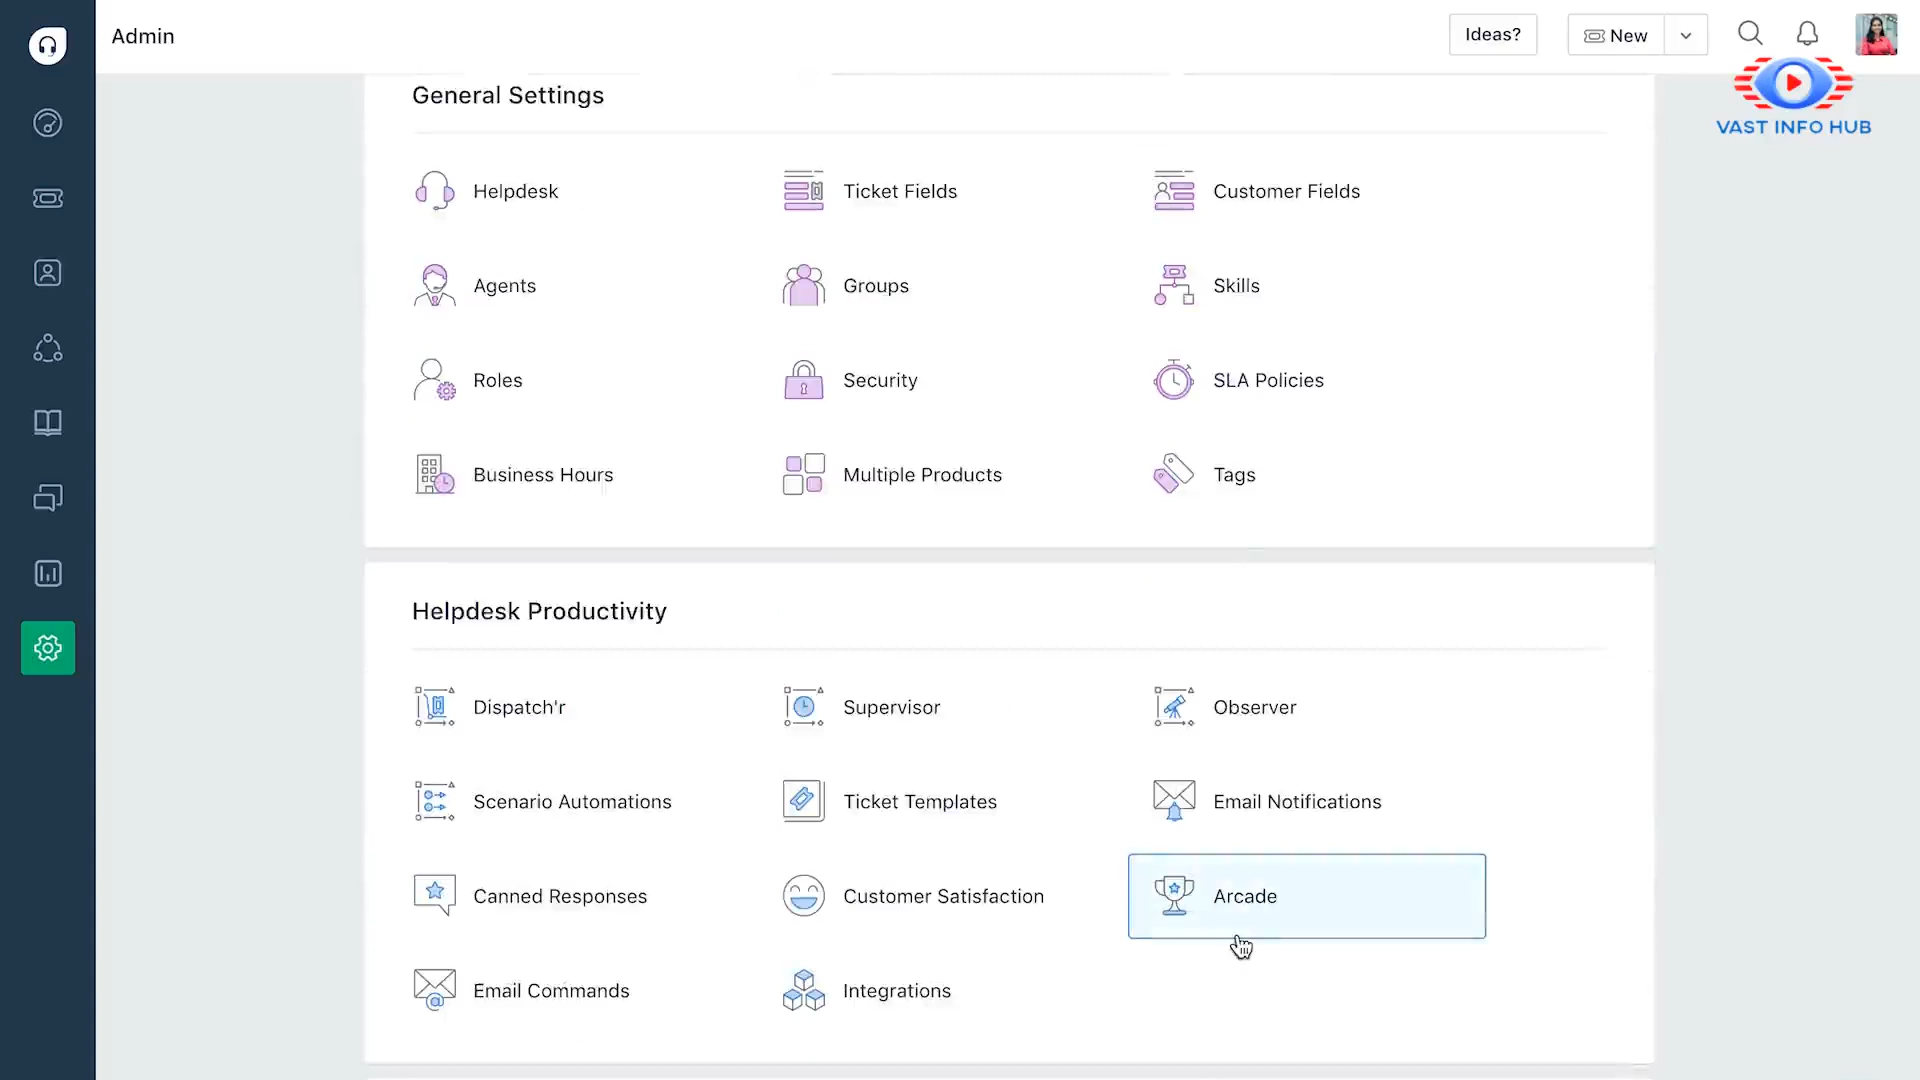 Admin
Ideas?
New
VAST INFO HUB
General Settings
Helpdesk
Ticket Fields
Customer Fields
Agents
Groups
Skills
Roles
Security
SLA Policies
Business Hours
Multiple Products
Tags
Helpdesk Productivity
Dispatch'r
Supervisor
Observer
Scenario Automations
Ticket Templates
Email Notifications
Canned Responses
Customer Satisfaction
Arcade
Email Commands
Integrations